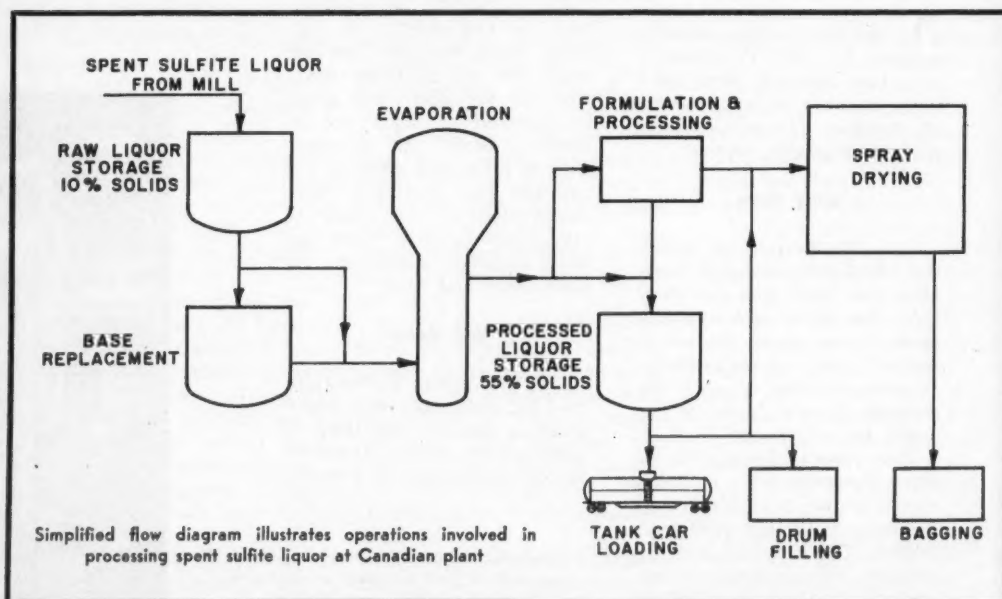 SPENT SULFITE LIQUOR
FROM MILL
RAW LIQUOR
STORAGE
10% SOLIDS
BASE
REPLACEMENT
EVAPORATION
FORMULATION &
PROCESSING
SPRAY
DRYING
PROCESSED
LIQUOR
STORAGE
55% SOLIDS
TANK CAR
LOADING
DRUM
FILLING
BAGGING
Simplified flow diagram illustrates operations involved in
processing spent sulfite liquor at Canadian plant